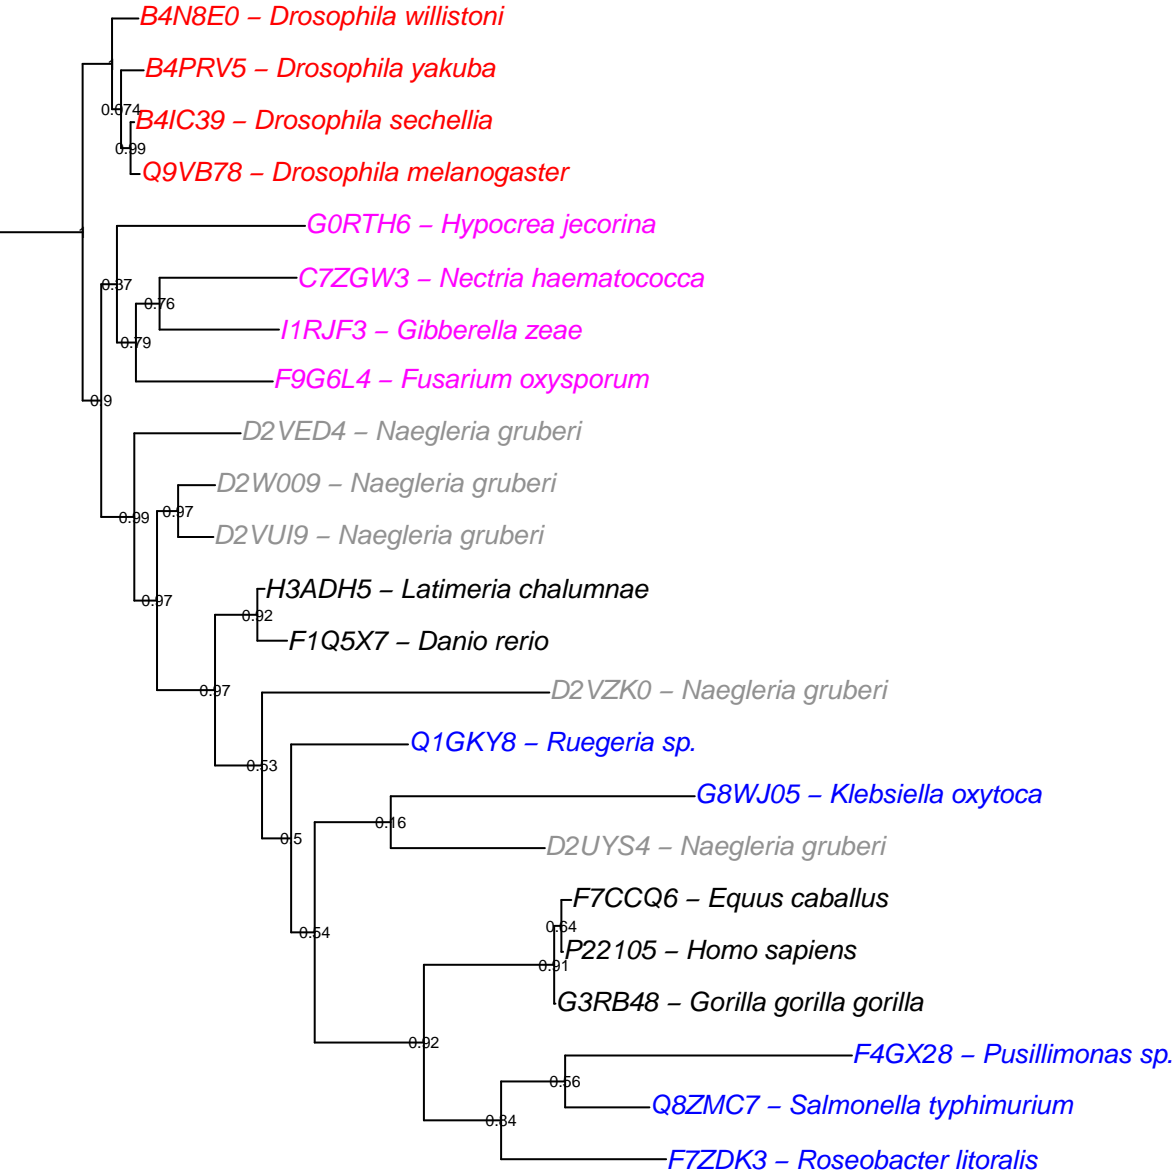 B4N8E0 – Drosophila willistoni
B4PRV5 – Drosophila yakuba
0.074
B4IC39 – Drosophila sechellia
0.99
Q9VB78 – Drosophila melanogaster
G0RTH6 – Hypocrea jecorina
C7ZGW3 – Nectria haematococca
0.87
0.76
I1RJF3 – Gibberella zeae
0.79
F9G6L4 – Fusarium oxysporum
0.9
D2VED4 – Naegleria gruberi
D2W009 – Naegleria gruberi
0.97
0.99
D2VUI9 – Naegleria gruberi
H3ADH5 – Latimeria chalumnae
0.97
0.92
F1Q5X7 – Danio rerio
0.97
D2VZK0 – Naegleria gruberi
Q1GKY8 – Ruegeria sp.
0.53
G8WJ05 – Klebsiella oxytoca
0.16
0.5
D2UYS4 – Naegleria gruberi
F7CCQ6 – Equus caballus
0.64
0.54
P22105 – Homo sapiens
0.91
G3RB48 – Gorilla gorilla gorilla
0.92
F4GX28 – Pusillimonas sp.
0.56
Q8ZMC7 – Salmonella typhimurium
F7ZDK3 – Roseobacter litoralis